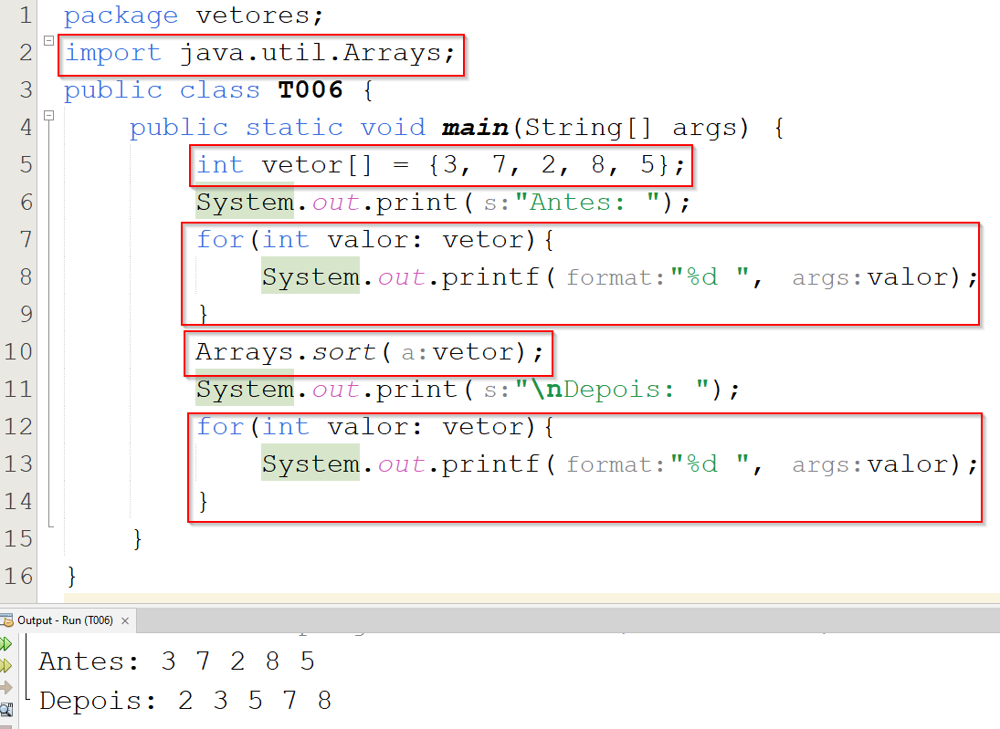 1 package vetores;
2 import java.util.Arrays;
3 public class T006 {
4 public static void main(String[] args) {
5 int vetor[] = {3, 7, 2, 8, 5};
6 System.out.print( s:"Antes: ");
7 for(int valor: vetor){
8 System.out.printf( format:"%d ", args:valor);
9 }
10 Arrays.sort( a:vetor);
11 System.out.print( s:"\nDepois: ");
12 for(int valor: vetor){
13 System.out.printf( format:"%d ", args:valor);
14 }
15 }
16 }
Output - Run (T006) ×
Antes: 3 7 2 8 5
Depois: 2 3 5 7 8